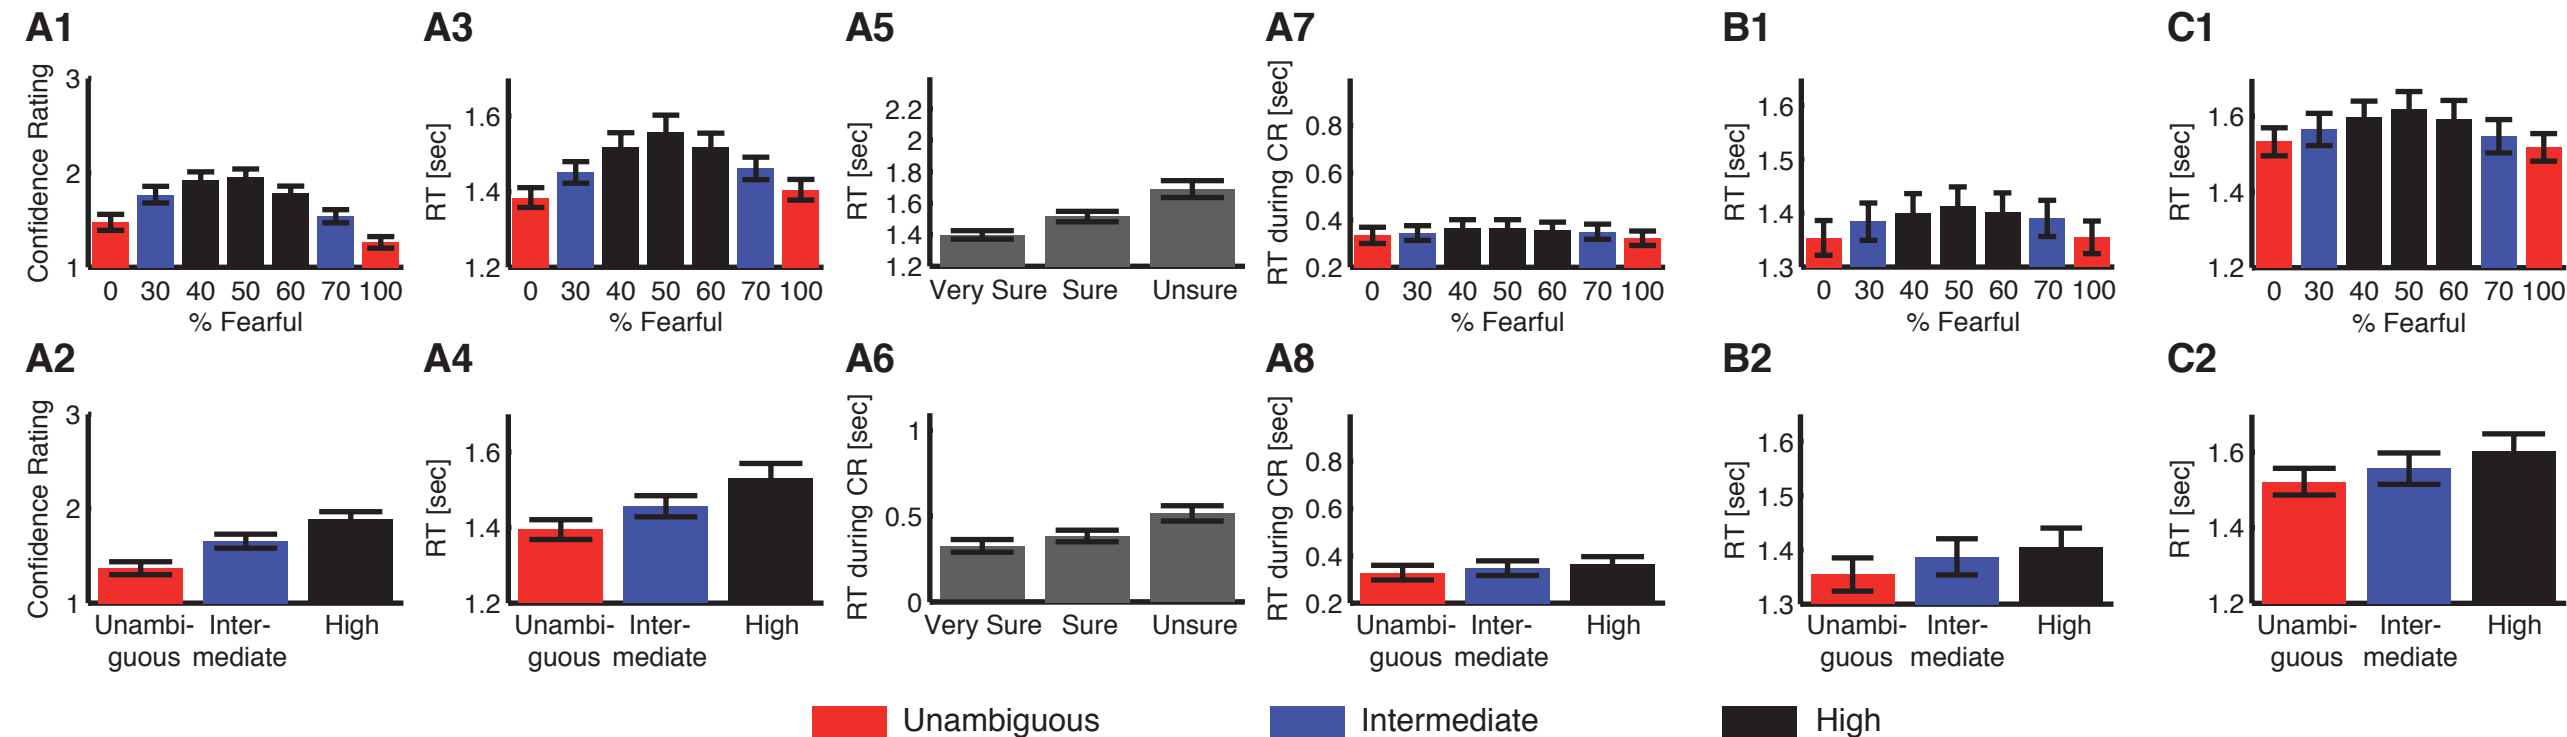 A1
A3
A5
A7
B1
C1
Confidence Rating
3
2
1
0 30 40 50 60 70 100
% Fearful
RT [sec]
1.6
1.4
1.2
0 30 40 50 60 70 100
% Fearful
RT [sec]
2.2
2
1.8
1.6
1.4
1.2
Very Sure Sure Unsure
RT during CR [sec]
0.8
0.6
0.4
0.2
0 30 40 50 60 70 100
% Fearful
RT [sec]
1.6
1.5
1.4
1.3
0 30 40 50 60 70 100
% Fearful
RT [sec]
1.6
1.4
1.2
0 30 40 50 60 70 100
% Fearful
A2
A4
A6
A8
B2
C2
Confidence Rating
3
2
1
Unambi- Inter- High
guous mediate
RT [sec]
1.6
1.4
1.2
Unambi- Inter- High
guous mediate
RT during CR [sec]
1
0.5
0
Very Sure Sure Unsure
RT during CR [sec]
0.8
0.6
0.4
0.2
Unambi- Inter- High
guous mediate
RT [sec]
1.6
1.5
1.4
1.3
Unambi- Inter- High
guous mediate
RT [sec]
1.6
1.4
1.2
Unambi- Inter- High
guous mediate
Unambiguous
Intermediate
High